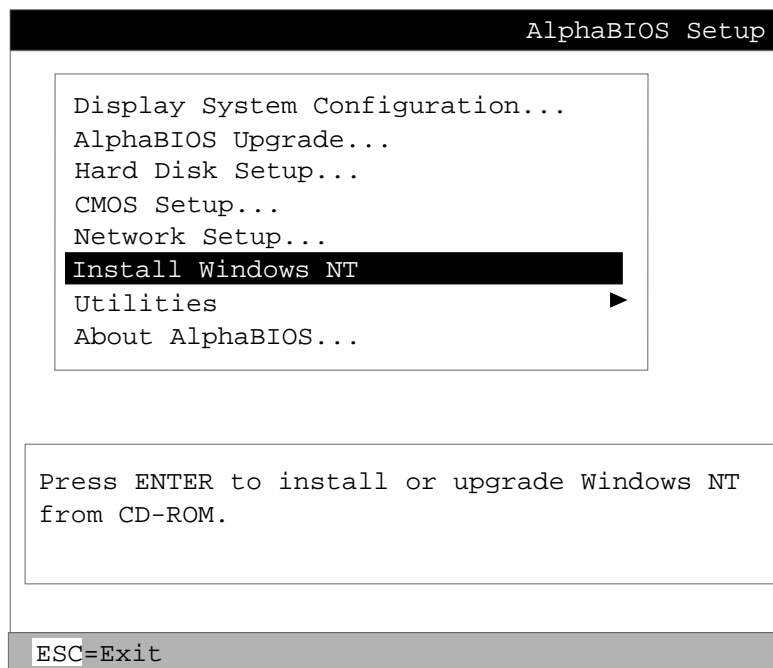 AlphaBIOS Setup
Display System Configuration...
AlphaBIOS Upgrade...
Hard Disk Setup...
CMOS Setup...
Network Setup...
Install Windows NT
Utilities
About AlphaBIOS...
Press ENTER to install or upgrade Windows NT
from CD-ROM.
ESC=Exit